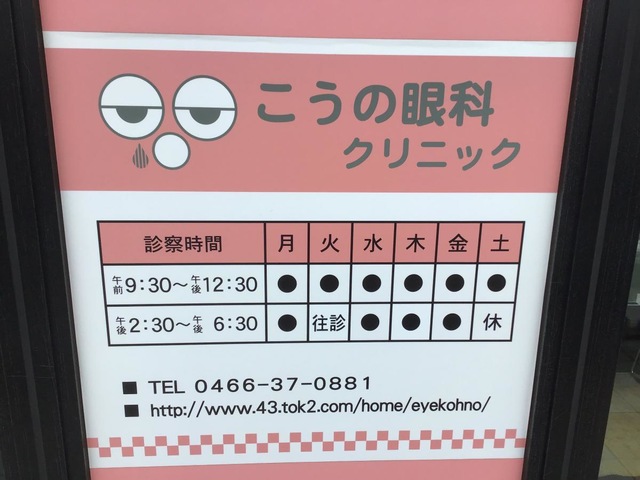 こうの眼科
クリニック
診察時間 月 火 水 木 金 土
午前9:30〜午後12:30 ● ● ● ● ● ●
午後2:30〜午後 6:30 ● 往診 ● ● ● 休
■ TEL 0466-37-0881
■ http://www.43.tok2.com/home/eyekohno/